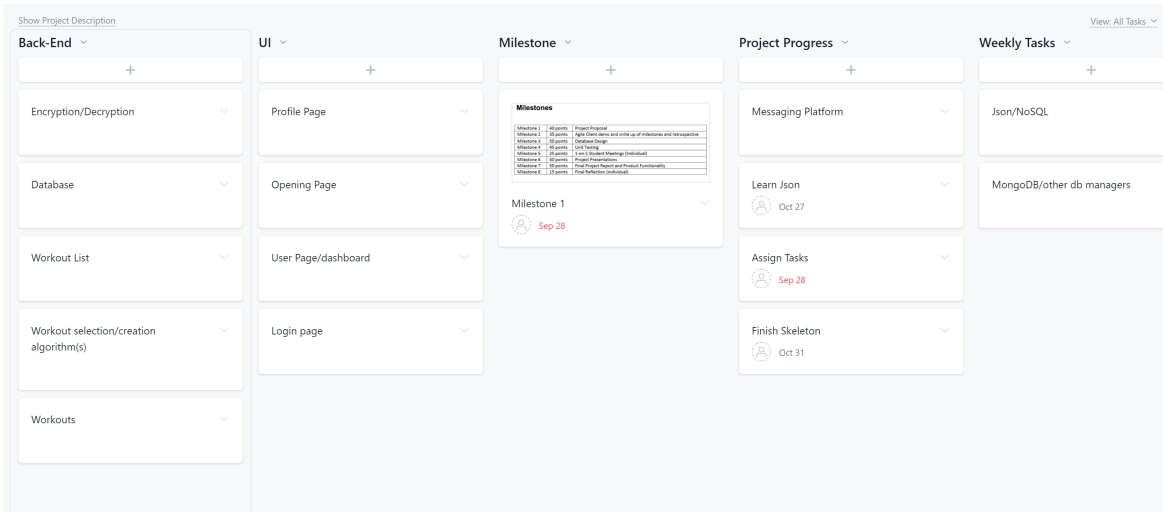 Show Project Description
View: All Tasks
Back-End
Encryption/Decryption
Database
Workout List
Workout selection/creation
algorithm(s)
Workouts
UI
Profile Page
Opening Page
User Page/dashboard
Login page
Milestone
Milestones
Milestone 1 40 points Project Proposal
Milestone 2 35 points Agile Client demo and write up of milestones and retrospective
Milestone 3 50 points Database Design
Milestone 4 45 points Unit Testing
Milestone 5 25 points 1-on-1 Student Meetings (Individual)
Milestone 6 40 points Project Presentations
Milestone 7 50 points Final Project Report and Product Functionality
Milestone 8 15 points Final Reflection (Individual)
Milestone 1
Sep 28
Project Progress
Messaging Platform
Learn Json
Oct 27
Assign Tasks
Sep 28
Finish Skeleton
Oct 31
Weekly Tasks
Json/NoSQL
MongoDB/other db managers